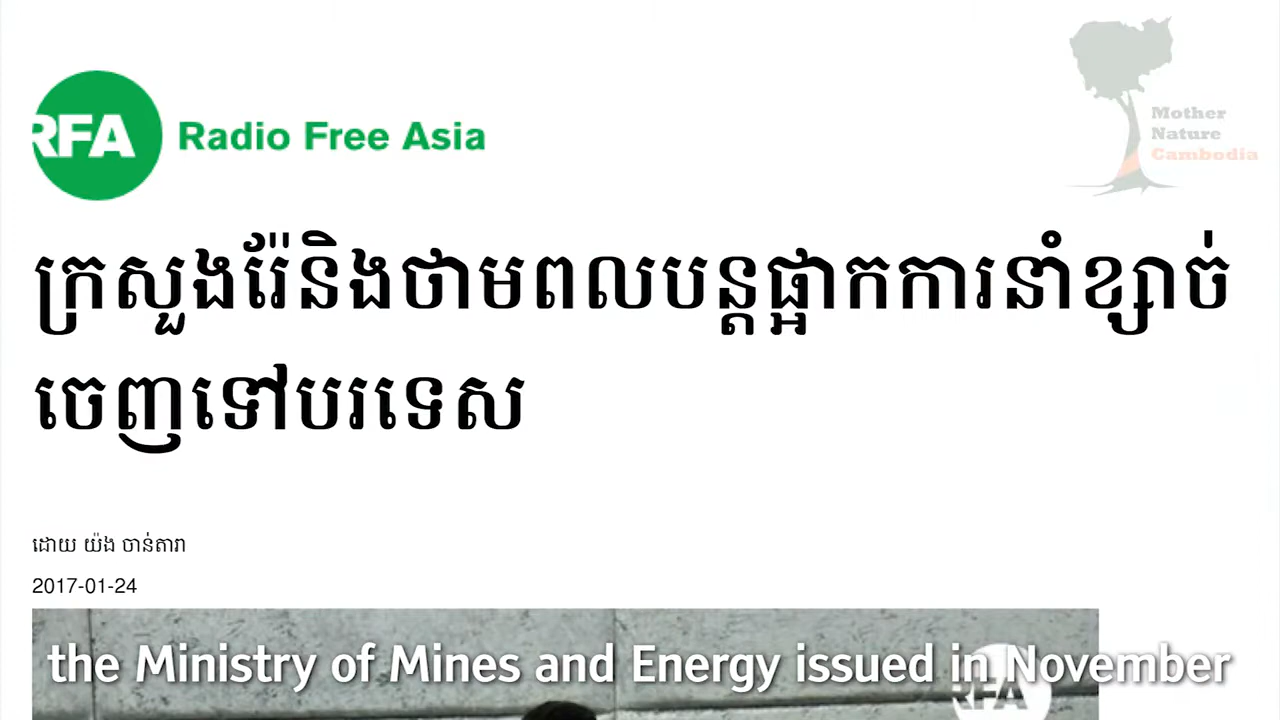 RFA Radio Free Asia
Mother
Nature
Cambodia
ក្រសួងរ៉ែនិងថាមពលបន្តផ្អាកការនាំខ្សាច់
ចេញទៅបរទេស
ដោយ យ៉ង ចាន់តារា
2017-01-24
the Ministry of Mines and Energy issued in November
RFA